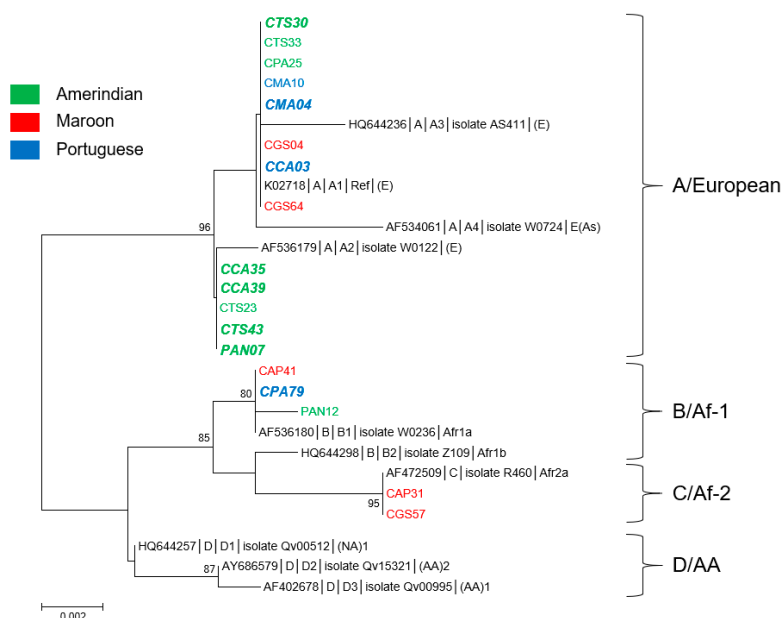 CTS30
CTS33
CPA25
CMA10
CMA04
HQ644236|A|A3|isolate AS411|(E)
CGS04
CCA03
K02718|A|A1|Ref|(E)
CGS64
AF534061|A|A4|isolate W0724|E(As)
AF536179|A|A2|isolate W0122|(E)
CCA35
CCA39
CTS23
CTS43
PAN07
CAP41
CPA79
PAN12
AF536180|B|B1|isolate W0236|Afr1a
HQ644298|B|B2|isolate Z109|Afr1b
AF472509|C|isolate R460|Afr2a
CAP31
CGS57
HQ644257|D|D1|isolate Qv00512|(NA)1
AY686579|D|D2|isolate Qv15321|(AA)2
AF402678|D|D3|isolate Qv00995|(AA)1
96
80
85
95
87
0.002
Amerindian
Maroon
Portuguese
A/European
B/Af-1
C/Af-2
D/AA